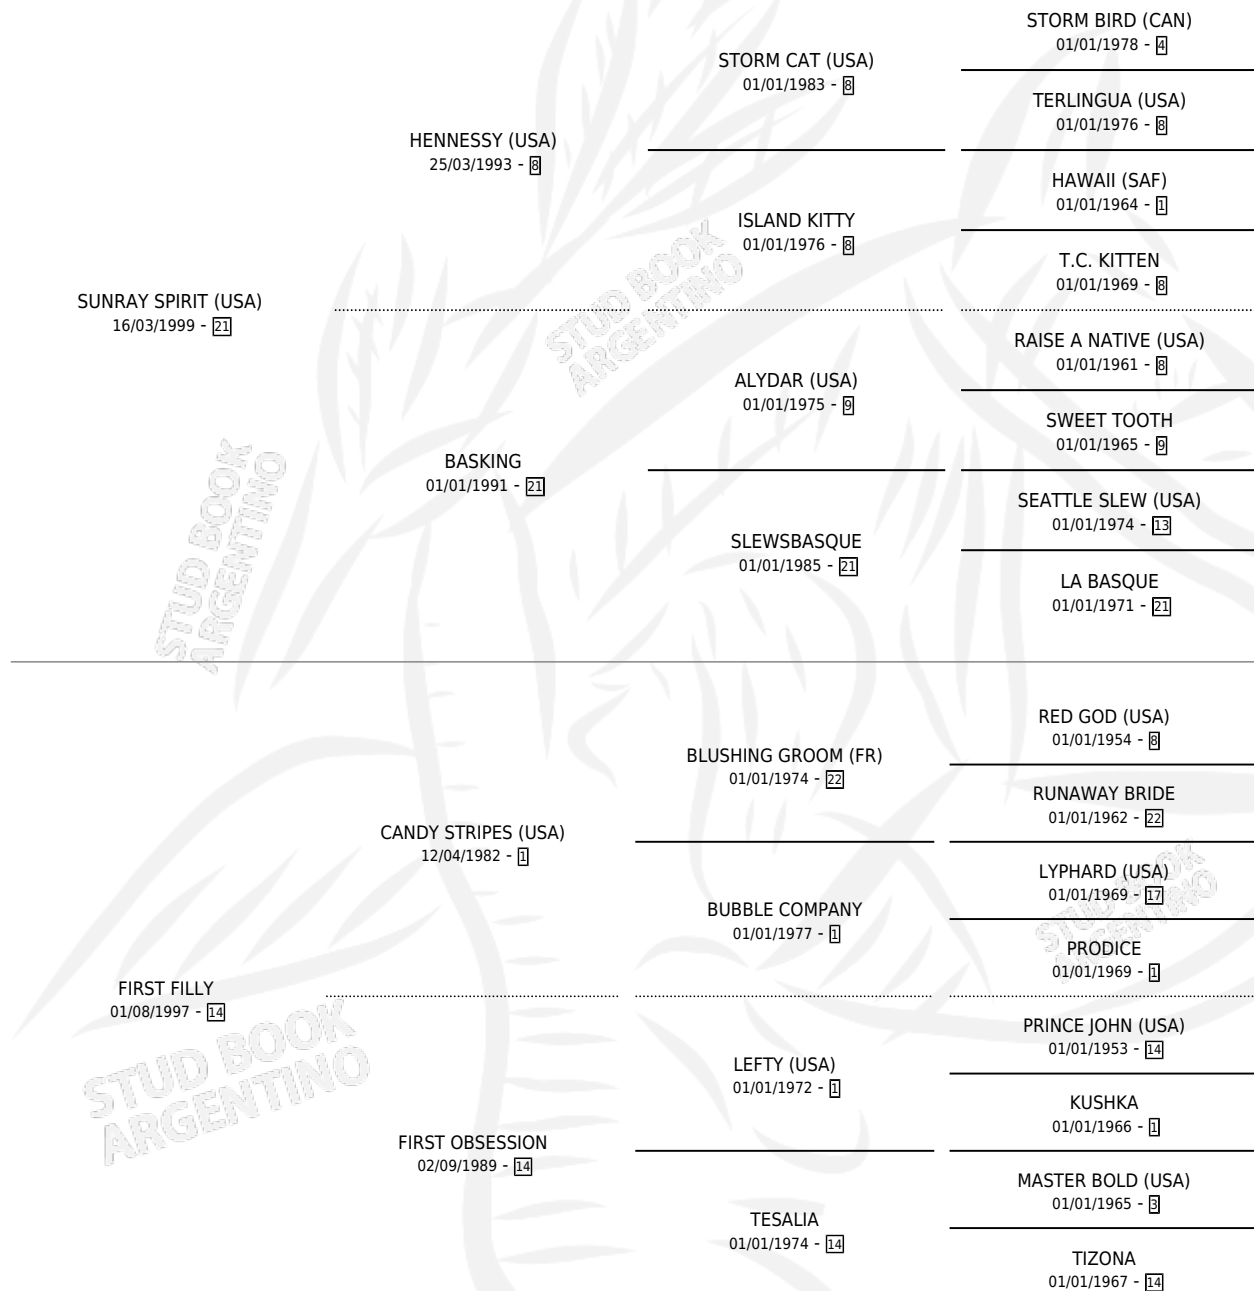 STORM BIRD (CAN)
01/01/1978 - 4
STORM CAT (USA)
01/01/1983 - 8
TERLINGUA (USA)
01/01/1976 - 8
HENNESSY (USA)
25/03/1993 - 8
HAWAII (SAF)
01/01/1964 - 1
ISLAND KITTY
01/01/1976 - 8
T.C. KITTEN
01/01/1969 - 8
SUNRAY SPIRIT (USA)
16/03/1999 - 21
RAISE A NATIVE (USA)
01/01/1961 - 8
ALYDAR (USA)
01/01/1975 - 9
SWEET TOOTH
01/01/1965 - 9
BASKING
01/01/1991 - 21
SEATTLE SLEW (USA)
01/01/1974 - 13
SLEWSBASQUE
01/01/1985 - 21
LA BASQUE
01/01/1971 - 21
RED GOD (USA)
01/01/1954 - 8
BLUSHING GROOM (FR)
01/01/1974 - 22
RUNAWAY BRIDE
01/01/1962 - 22
CANDY STRIPES (USA)
12/04/1982 - 1
LYPHARD (USA)
01/01/1969 - 17
BUBBLE COMPANY
01/01/1977 - 1
PRODICE
01/01/1969 - 1
FIRST FILLY
01/08/1997 - 14
PRINCE JOHN (USA)
01/01/1953 - 14
LEFTY (USA)
01/01/1972 - 1
KUSHKA
01/01/1966 - 1
FIRST OBSESSION
02/09/1989 - 14
MASTER BOLD (USA)
01/01/1965 - 3
TESALIA
01/01/1974 - 14
TIZONA
01/01/1967 - 14
STUD BOOK
ARGENTINO
STUD BOOK
ARGENTINO
STUD BOOK
ARGENTINO
STUD BOOK
ARGENTINO